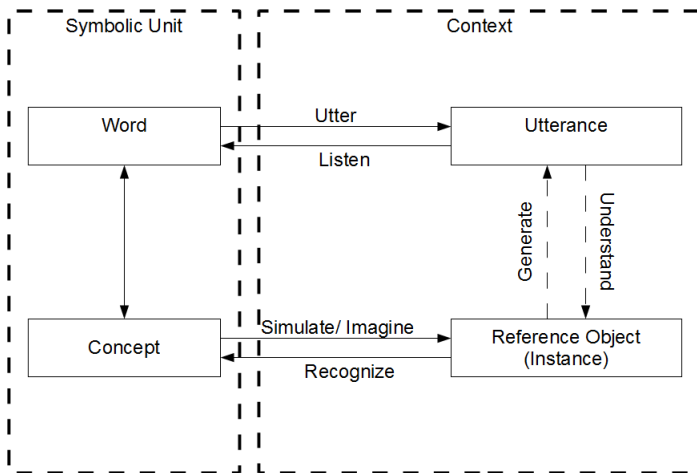 Symbolic Unit
Context
Word
Utter
Utterance
Listen
Generate
Understand
Concept
Simulate/ Imagine
Reference Object
(Instance)
Recognize